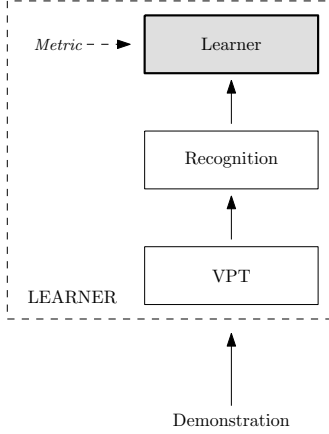 Metric
Learner
Recognition
VPT
LEARNER
Demonstration